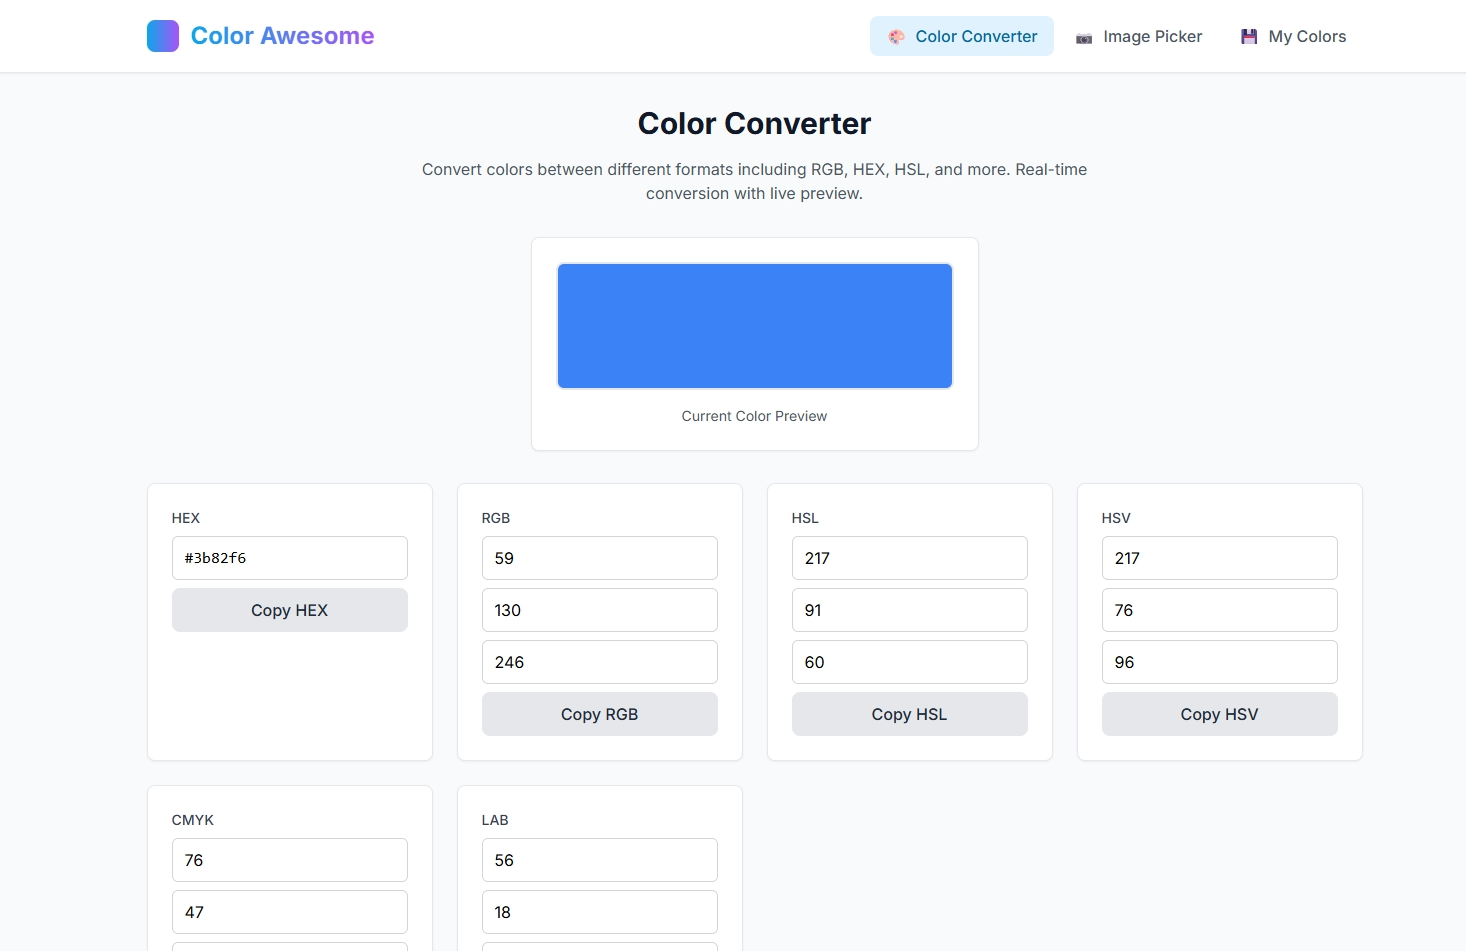 Color Awesome
Color Converter
Image Picker
My Colors
Color Converter
Convert colors between different formats including RGB, HEX, HSL, and more. Real-time
conversion with live preview.
Current Color Preview
HEX
#3b82f6
Copy HEX
RGB
59
130
246
Copy RGB
HSL
217
91
60
Copy HSL
HSV
217
76
96
Copy HSV
CMYK
76
47
LAB
56
18